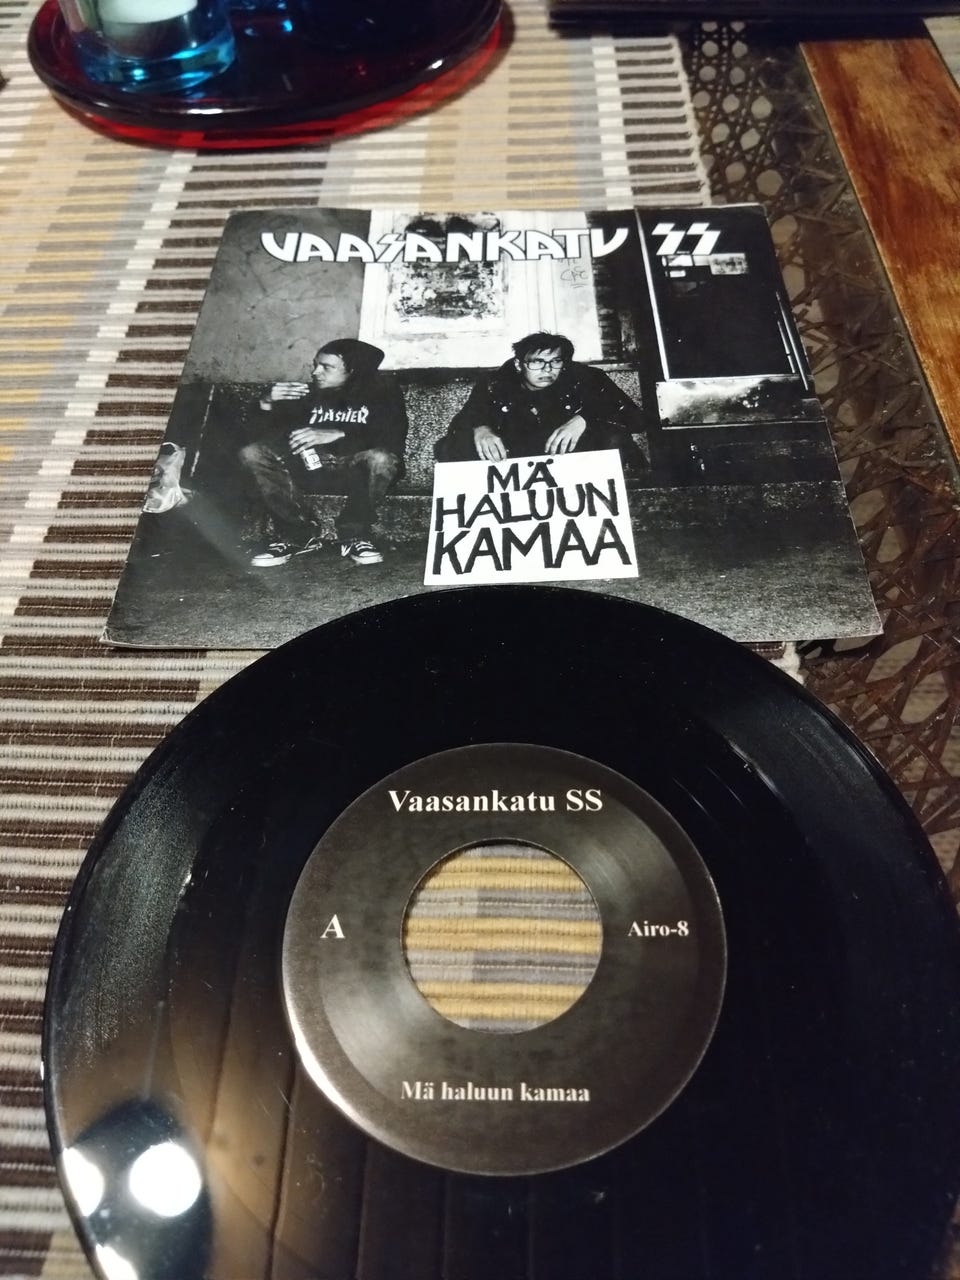 VAASANKATU SS
THRASHER
MÄ
HALUUN
KAMAA
Vaasankatu SS
A
Airo-8
Mä haluun kamaa